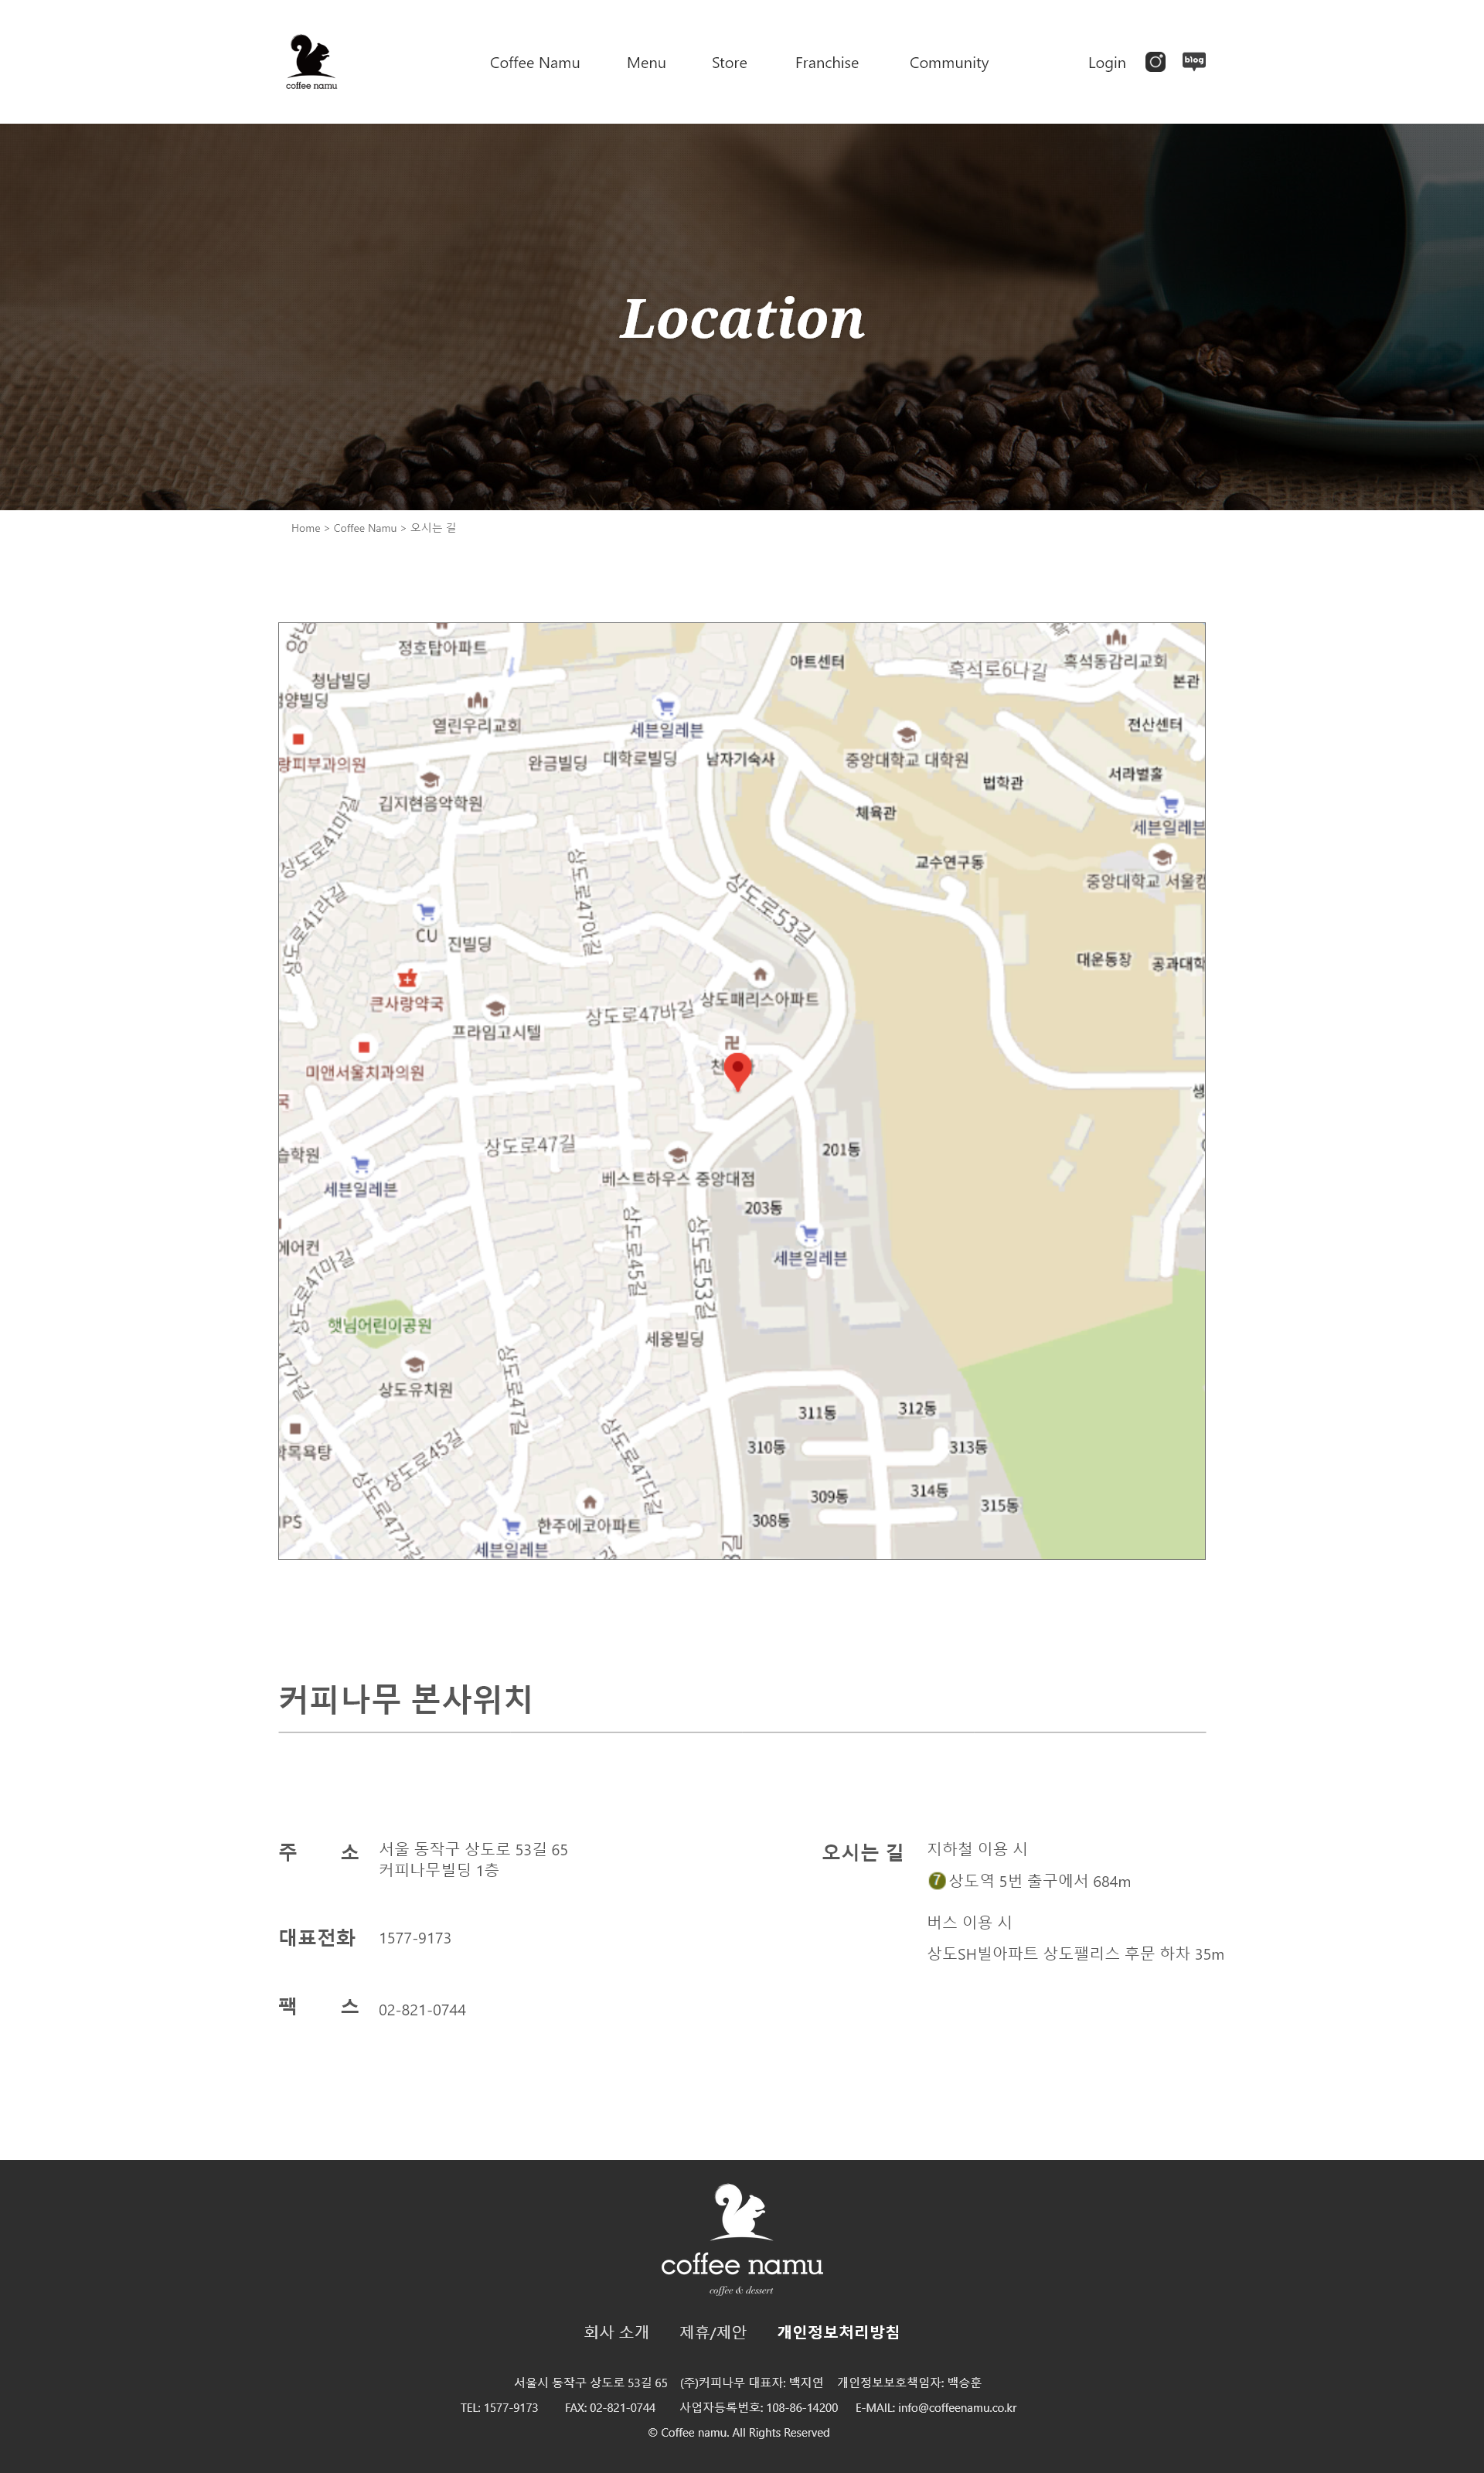 coffee namu
Coffee Namu
Menu
Store
Franchise
Community
Login
blog
Location
Home > Coffee Namu > 오시는 길
정호탑아파트
아트센터
흑석로6나길
흑석동감리교회
청남빌딩
본관
열린우리교회
세븐일레븐
전산센터
랑피부과의원
완금빌딩
대학로빌딩
남자기숙사
중앙대학교 대학원
서라벌홀
법학관
김지현음악학원
체육관
세븐일레븐
상도로41마길
교수연구동
상도로47아길
상도로53길
중앙대학교 서울캠
상도로41라길
CU
진빌딩
대운동장
공과대학
큰사랑약국
상도패리스아파트
프라임고시텔
상도로47바길
미앤서울치과의원
국
생
상도로47길
201동
습학원
베스트하우스 중앙대점
세븐일레븐
203동
에어컨
상도로45길
상도로53길
세븐일레븐
상도로47마길
햇님어린이공원
세웅빌딩
상도유치원
상도로47길
311동
312동
310동
313동
학목욕탕
상도로45길
상도로47다길
309동
314동
315동
상도로47가길
308동
IPS
한주에코아파트
세븐일레븐
커피나무 본사위치
주 소
서울 동작구 상도로 53길 65
커피나무빌딩 1층
대표전화
1577-9173
팩 스
02-821-0744
오시는 길
지하철 이용 시
7 상도역 5번 출구에서 684m
버스 이용 시
상도SH빌아파트 상도팰리스 후문 하차 35m
coffee namu
coffee & dessert
회사 소개 제휴/제안 개인정보처리방침
서울시 동작구 상도로 53길 65 (주)커피나무 대표자: 백지연 개인정보보호책임자: 백승훈
TEL: 1577-9173 FAX: 02-821-0744 사업자등록번호: 108-86-14200 E-MAIL: info@coffeenamu.co.kr
© Coffee namu. All Rights Reserved